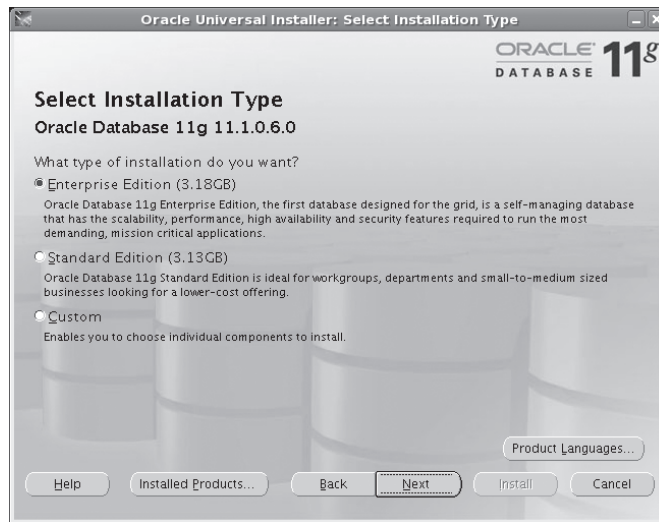 Oracle Universal Installer: Select Installation Type
ORACLE
DATABASE
11g
Select Installation Type
Oracle Database 11g 11.1.0.6.0
What type of installation do you want?
Enterprise Edition (3.18GB)
Oracle Database 11g Enterprise Edition, the first database designed for the grid, is a self-managing database
that has the scalability, performance, high availability and security features required to run the most
demanding, mission critical applications.
Standard Edition (3.13GB)
Oracle Database 11g Standard Edition is ideal for workgroups, departments and small-to-medium sized
businesses looking for a lower-cost offering.
Custom
Enables you to choose individual components to install.
Product Languages...
Help
Installed Products...
Back
Next
Install
Cancel